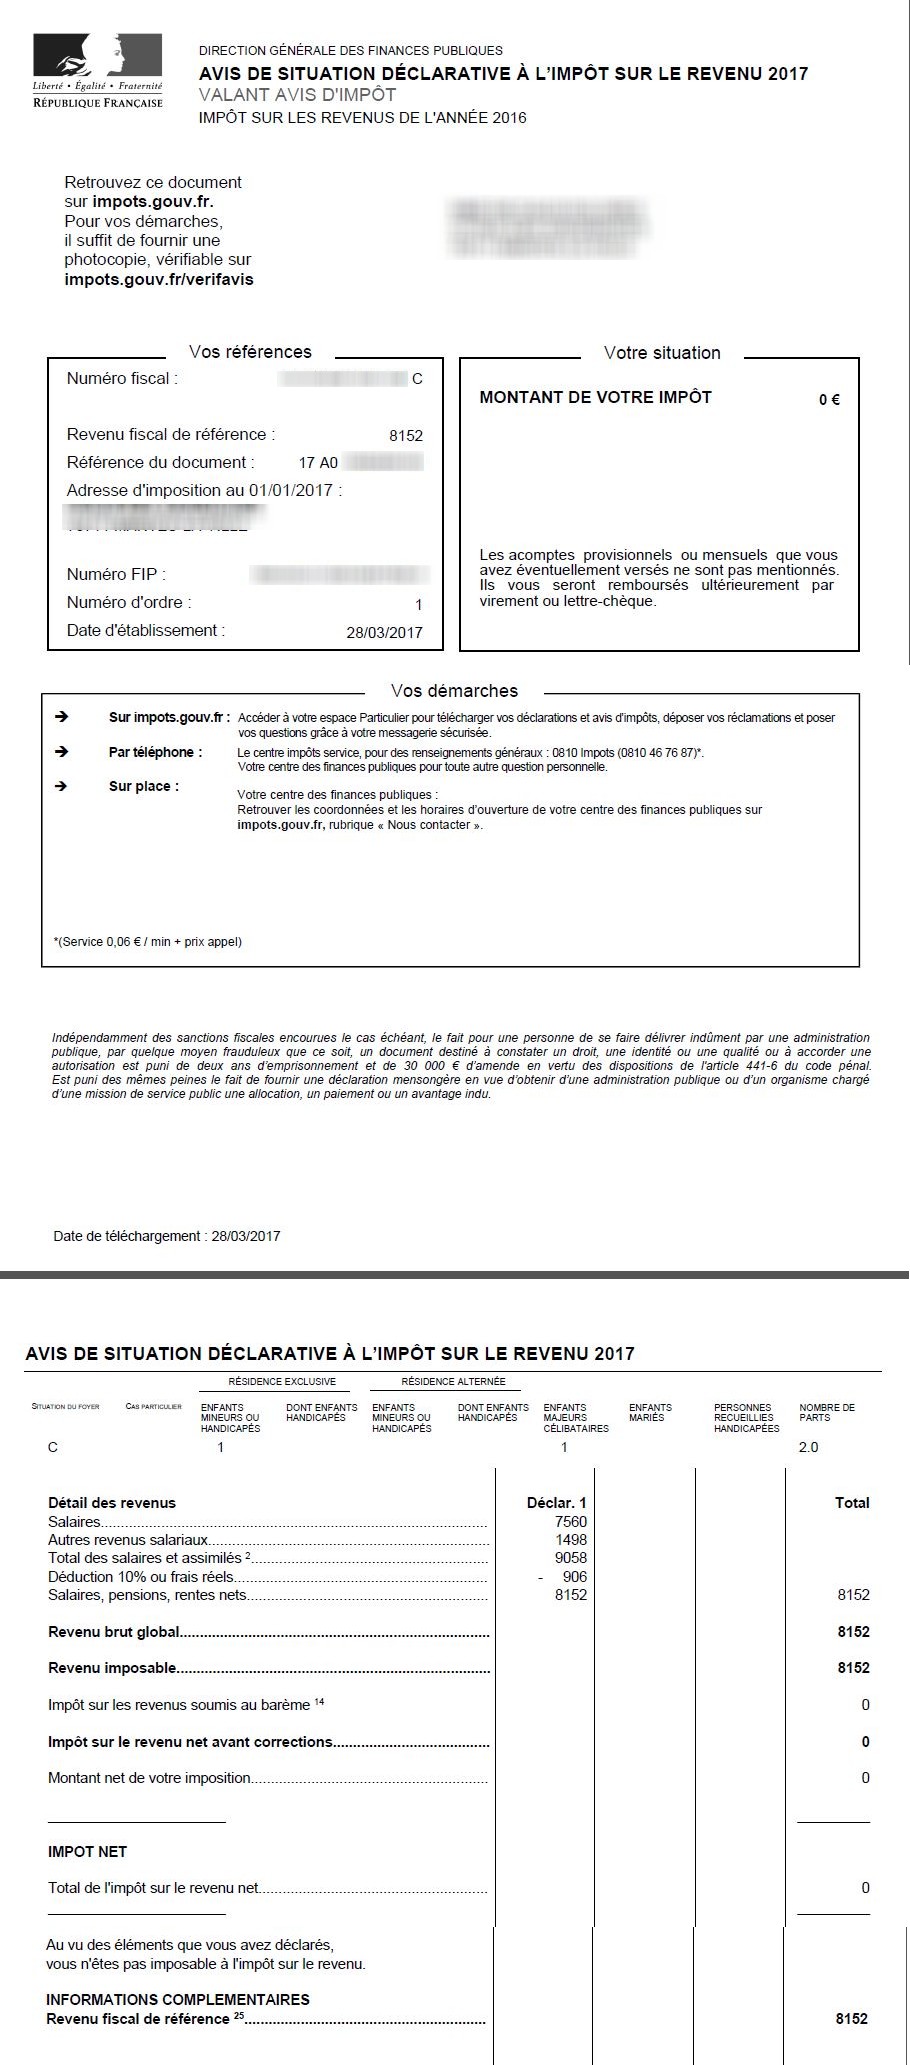 Liberté • Égalité • Fraternité
RÉPUBLIQUE FRANÇAISE
DIRECTION GÉNÉRALE DES FINANCES PUBLIQUES
AVIS DE SITUATION DÉCLARATIVE À L'IMPÔT SUR LE REVENU 2017
VALANT AVIS D'IMPÔT
IMPÔT SUR LES REVENUS DE L'ANNÉE 2016
Retrouvez ce document
sur impots.gouv.fr.
Pour vos démarches,
il suffit de fournir une
photocopie, vérifiable sur
impots.gouv.fr/verifavis
Vos références
Numéro fiscal : C
Revenu fiscal de référence : 8152
Référence du document : 17 A0
Adresse d'imposition au 01/01/2017 :
Numéro FIP :
Numéro d'ordre : 1
Date d'établissement : 28/03/2017
Votre situation
MONTANT DE VOTRE IMPÔT 0 €
Les acomptes provisionnels ou mensuels que vous
avez éventuellement versés ne sont pas mentionnés.
Ils vous seront remboursés ultérieurement par
virement ou lettre-chèque.
Vos démarches
➔ Sur impots.gouv.fr : Accéder à votre espace Particulier pour télécharger vos déclarations et avis d'impôts, déposer vos réclamations et poser
vos questions grâce à votre messagerie sécurisée.
➔ Par téléphone : Le centre impôts service, pour des renseignements généraux : 0810 Impots (0810 46 76 87)*.
Votre centre des finances publiques pour toute autre question personnelle.
➔ Sur place :
Votre centre des finances publiques :
Retrouver les coordonnées et les horaires d'ouverture de votre centre des finances publiques sur
impots.gouv.fr, rubrique « Nous contacter ».
*(Service 0,06 € / min + prix appel)
Indépendamment des sanctions fiscales encourues le cas échéant, le fait pour une personne de se faire délivrer indûment par une administration
publique, par quelque moyen frauduleux que ce soit, un document destiné à constater un droit, une identité ou une qualité ou à accorder une
autorisation est puni de deux ans d'emprisonnement et de 30 000 € d'amende en vertu des dispositions de l'article 441-6 du code pénal.
Est puni des mêmes peines le fait de fournir une déclaration mensongère en vue d'obtenir d'une administration publique ou d'un organisme chargé
d'une mission de service public une allocation, un paiement ou un avantage indu.
Date de téléchargement : 28/03/2017
AVIS DE SITUATION DÉCLARATIVE À L'IMPÔT SUR LE REVENU 2017
RÉSIDENCE EXCLUSIVE RÉSIDENCE ALTERNÉE
SITUATION DU FOYER CAS PARTICULIER ENFANTS DONT ENFANTS ENFANTS DONT ENFANTS ENFANTS ENFANTS PERSONNES NOMBRE DE
MINEURS OU HANDICAPÉS MINEURS OU HANDICAPÉS MAJEURS MARIÉS RECUEILLIES PARTS
HANDICAPÉS HANDICAPÉS CÉLIBATAIRES HANDICAPÉES
C 1 1 2.0
Détail des revenus Déclar. 1 Total
Salaires 7560
Autres revenus salariaux 1498
Total des salaires et assimilés 2 9058
Déduction 10% ou frais réels - 906
Salaires, pensions, rentes nets 8152 8152
Revenu brut global 8152
Revenu imposable 8152
Impôt sur les revenus soumis au barème 14 0
Impôt sur le revenu net avant corrections 0
Montant net de votre imposition 0
IMPOT NET
Total de l'impôt sur le revenu net 0
Au vu des éléments que vous avez déclarés,
vous n'êtes pas imposable à l'impôt sur le revenu.
INFORMATIONS COMPLEMENTAIRES
Revenu fiscal de référence 25 8152